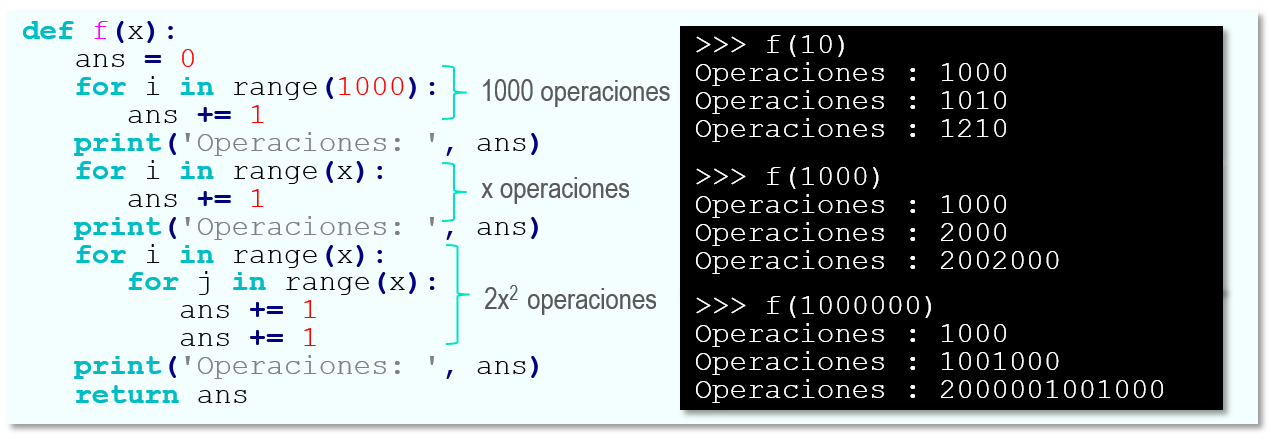 def f(x):
ans = 0
for i in range(1000):
ans += 1
print('Operaciones: ', ans)
for i in range(x):
ans += 1
print('Operaciones: ', ans)
for i in range(x):
for j in range(x):
ans += 1
ans += 1
print('Operaciones: ', ans)
return ans
1000 operaciones
x operaciones
2x² operaciones
>>> f(10)
Operaciones : 1000
Operaciones : 1010
Operaciones : 1210
>>> f(1000)
Operaciones : 1000
Operaciones : 2000
Operaciones : 2002000
>>> f(1000000)
Operaciones : 1000
Operaciones : 1001000
Operaciones : 2000001001000